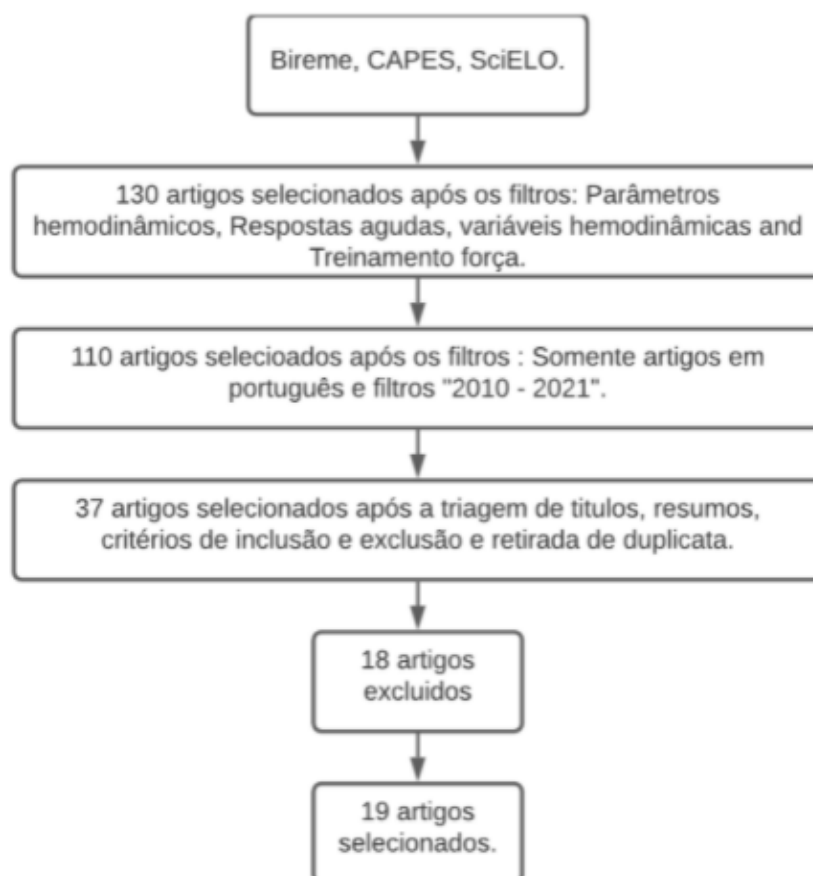 Bireme, CAPES, SciELO.
130 artigos selecionados após os filtros: Parâmetros
hemodinâmicos, Respostas agudas, variáveis hemodinâmicas and
Treinamento força.
110 artigos selecioados após os filtros : Somente artigos em
português e filtros "2010 - 2021".
37 artigos selecionados após a triagem de titulos, resumos,
critérios de inclusão e exclusão e retirada de duplicata.
18 artigos
excluidos
19 artigos
selecionados.